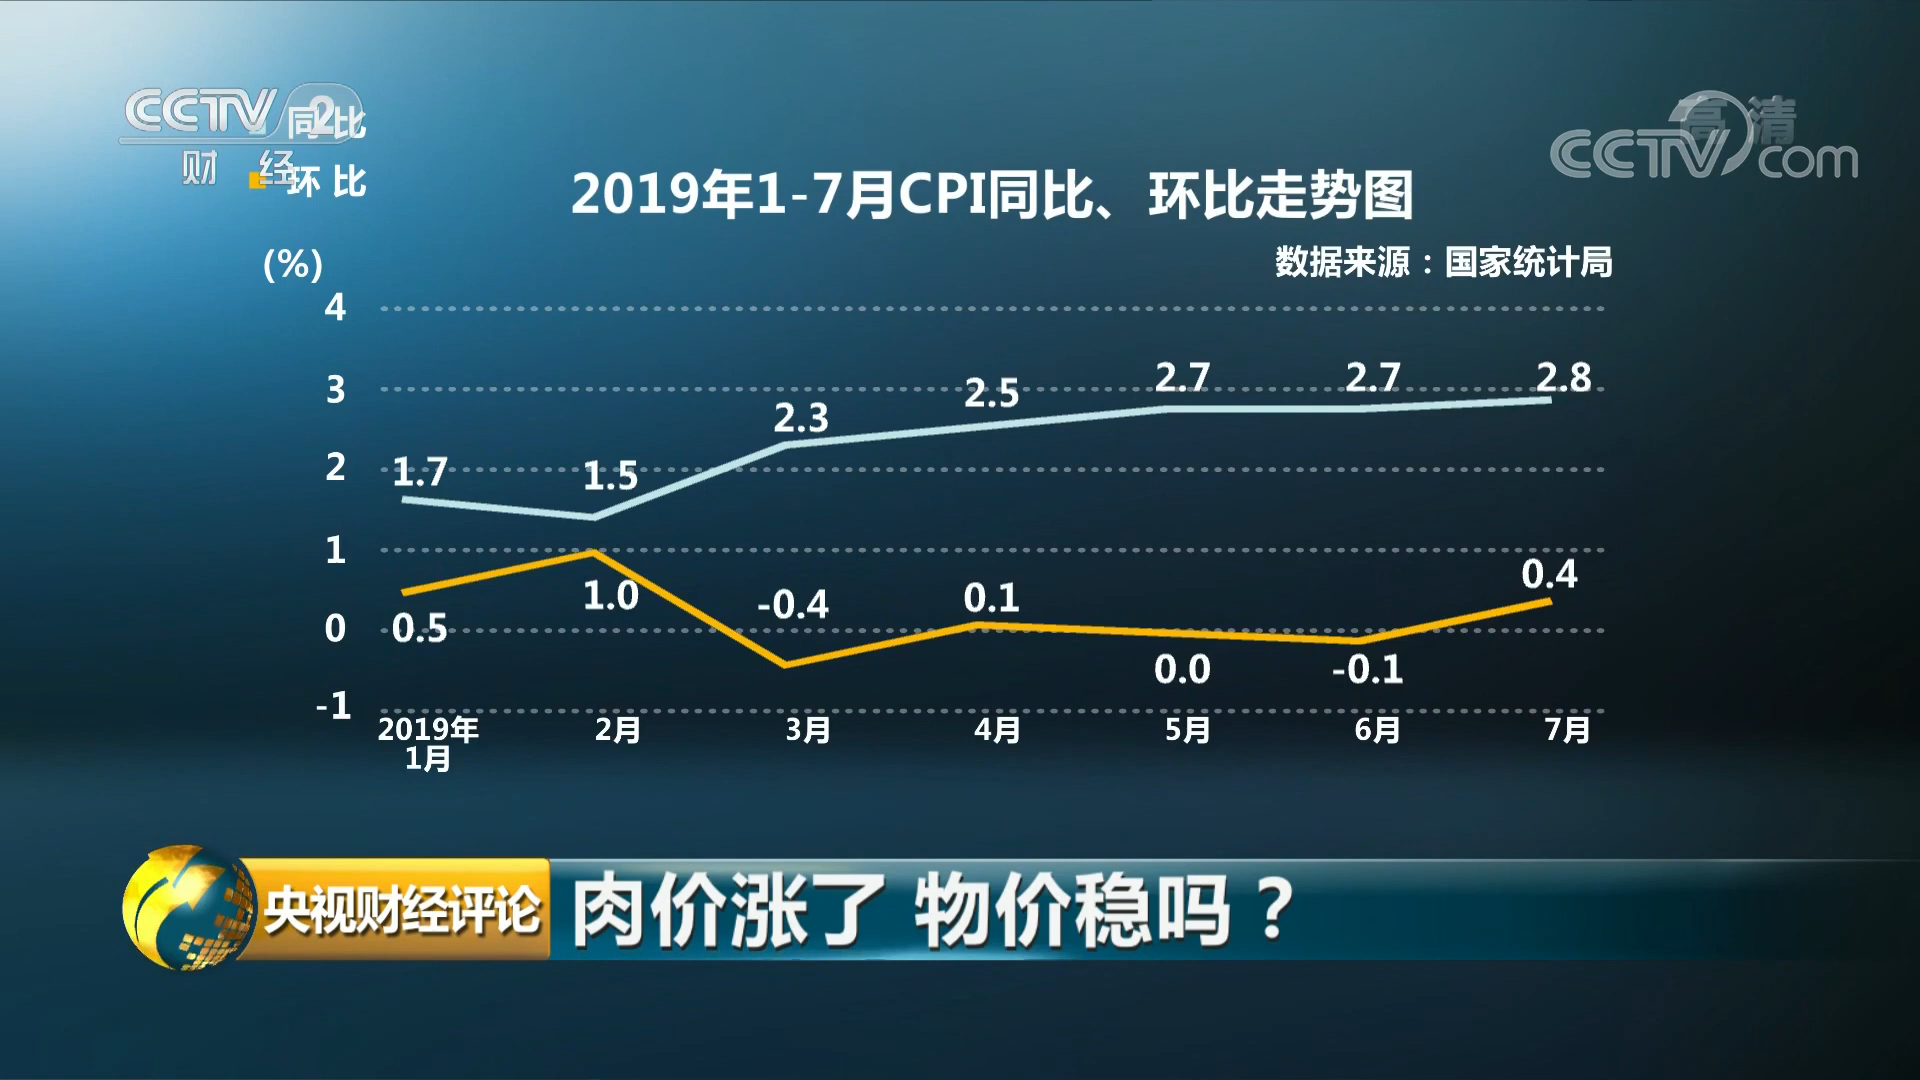 CCTV 2
财 经
同比
环比
高清
CCTV.com
2019年1-7月CPI同比、环比走势图
数据来源：国家统计局
(%)
4
3
2
1
0
-1
1.7
1.5
2.3
2.5
2.7
2.7
2.8
0.5
1.0
-0.4
0.1
0.0
-0.1
0.4
2019年
1月
2月
3月
4月
5月
6月
7月
央视财经评论
肉价涨了 物价稳吗？